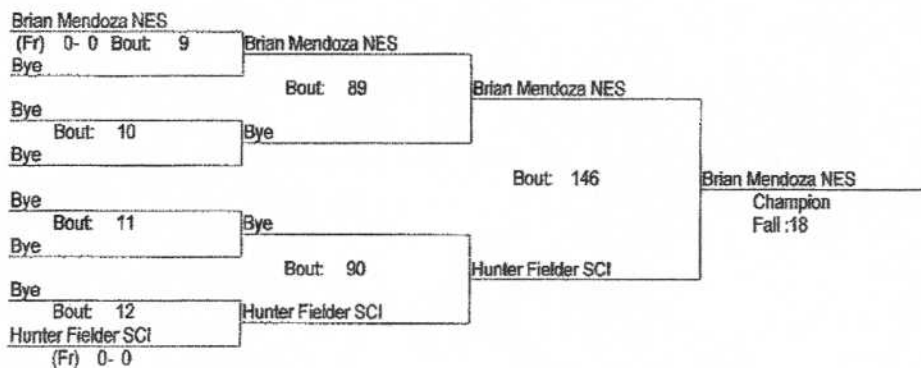 Brian Mendoza NES
(Fr) 0- 0 Bout: 9
Brian Mendoza NES
Bye
Bout: 89
Brian Mendoza NES
Bye
Bout: 10
Bye
Bye
Bout: 146
Brian Mendoza NES
Champion
Fall :18
Bye
Bout: 11
Bye
Bye
Bout: 90
Hunter Fielder SCI
Bye
Bout: 12
Hunter Fielder SCI
Hunter Fielder SCI
(Fr) 0- 0